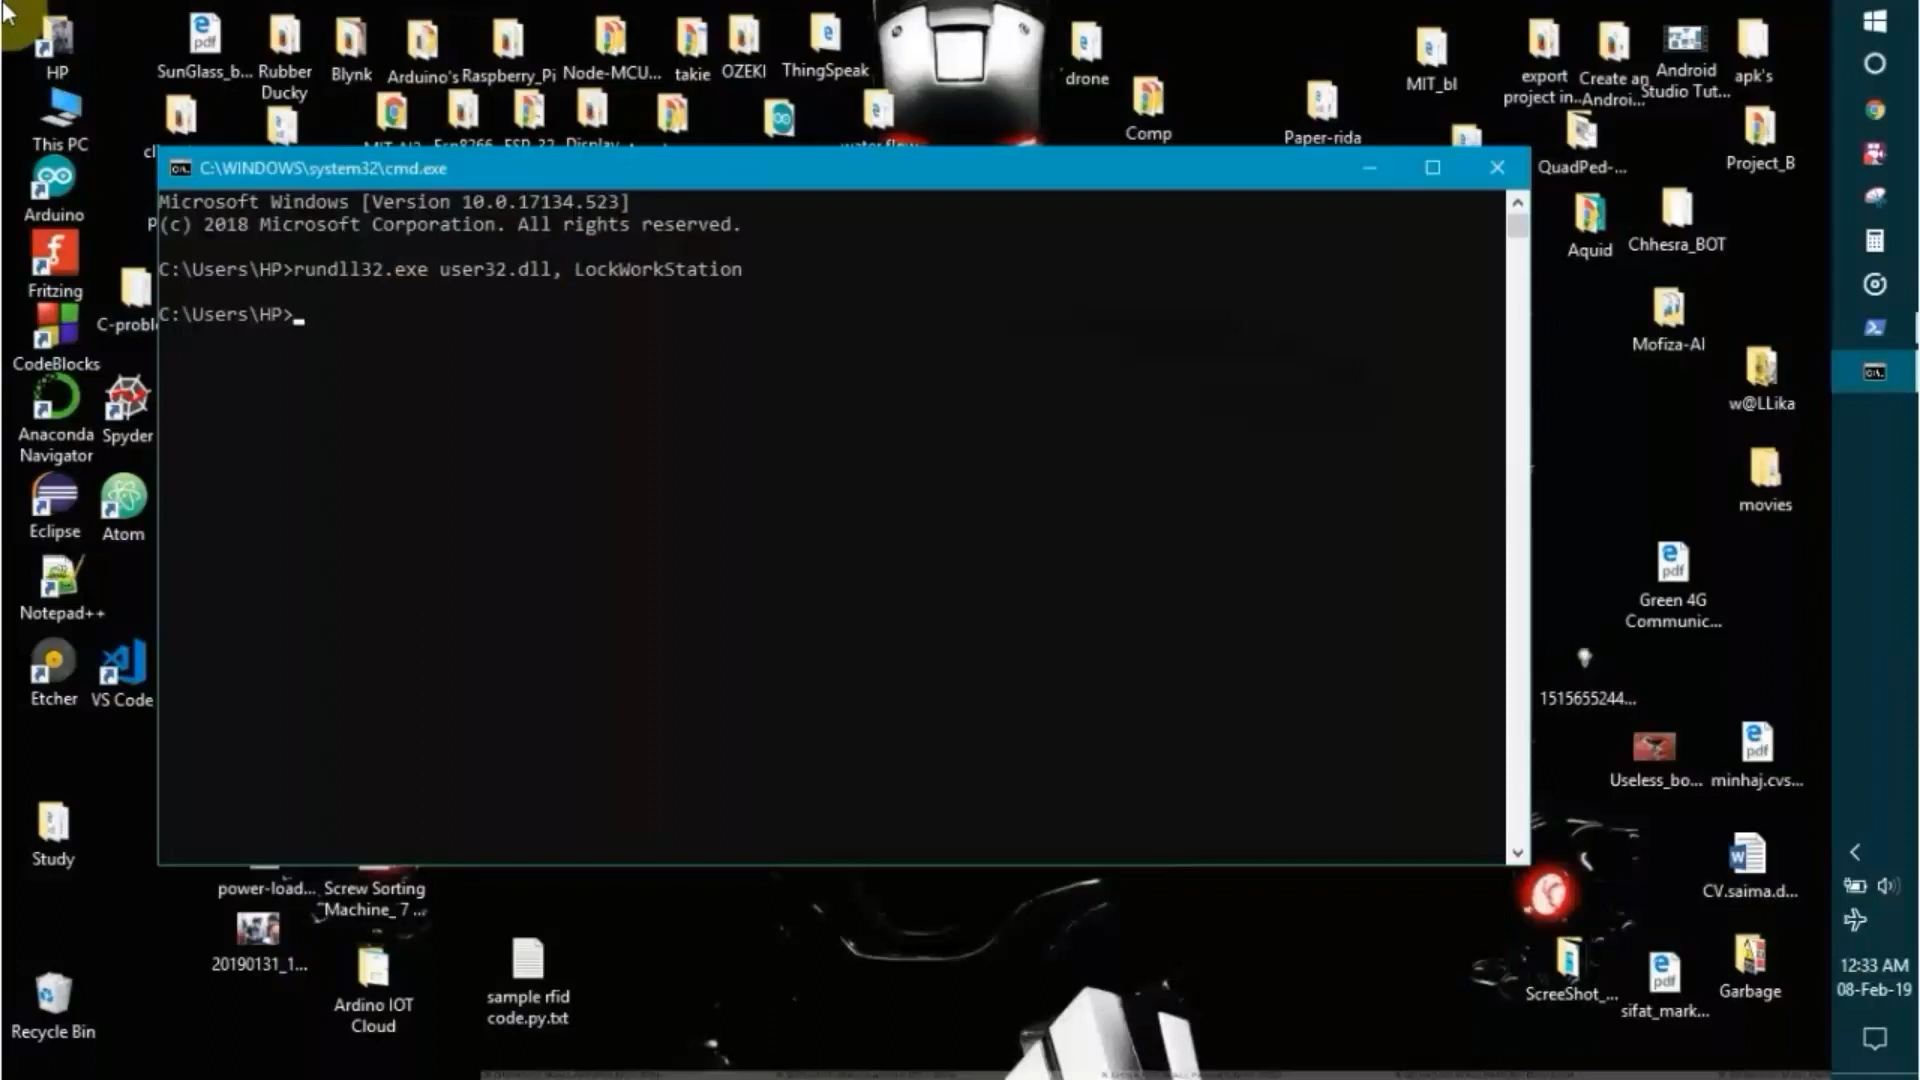 HP
This PC
Arduino
Fritzing
CodeBlocks
Anaconda
Navigator
Spyder
Eclipse
Atom
Notepad++
Etcher
VS Code
Study
Recycle Bin
SunGlass_b...
Rubber
Ducky
Blynk
Arduino's
Raspberry_Pi
Node-MCU...
takie
OZEKI
ThingSpeak
drone
Comp
Paper-rida
MIT_bl
export
project in...
Create an
Androi...
Android
Studio Tut...
apk's
QuadPed-...
Project_B
Aquid
Chhesra_BOT
Mofiza-AI
w@LLika
movies
Green 4G
Communic...
1515655244...
Useless_bo...
minhaj.cvs...
CV.saima.d...
ScreeShot_...
sifat_mark...
Garbage
C:\WINDOWS\system32\cmd.exe
Microsoft Windows [Version 10.0.17134.523]
(c) 2018 Microsoft Corporation. All rights reserved.
C:\Users\HP>rundll32.exe user32.dll, LockWorkStation
C:\Users\HP>
C-probl
power-load...
Screw Sorting
Machine_7 ...
20190131_1...
Ardino IOT
Cloud
sample rfid
code.py.txt
12:33 AM
08-Feb-19